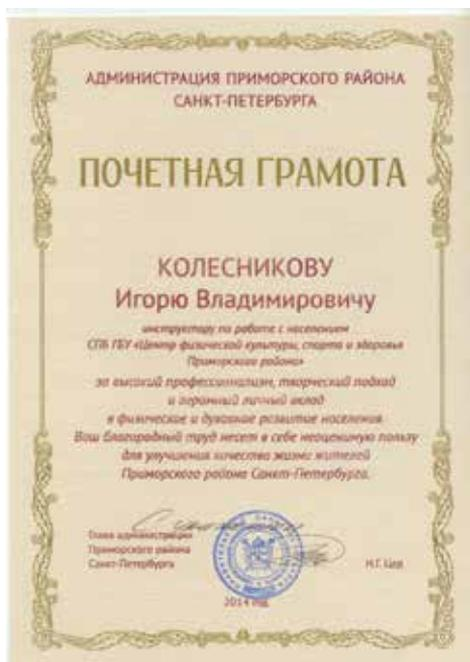 АДМИНИСТРАЦИЯ ПРИМОРСКОГО РАЙОНА
САНКТ-ПЕТЕРБУРГА
ПОЧЕТНАЯ ГРАМОТА
КОЛЕСНИКОВУ
Игорю Владимировичу
инструктору по работе с населением
СПБ ГБУ «Центр физической культуры, спорта и здоровья
Приморского района»
за высокий профессионализм, творческий подход
и огромный личный вклад
в физическое и духовное развитие населения.
Ваш благородный труд несет в себе неоценимую пользу
для улучшения качества жизни жителей
Приморского района Санкт-Петербурга.
Глава администрации
Приморского района
Санкт-Петербурга
Н.Г. Цед
2014 год